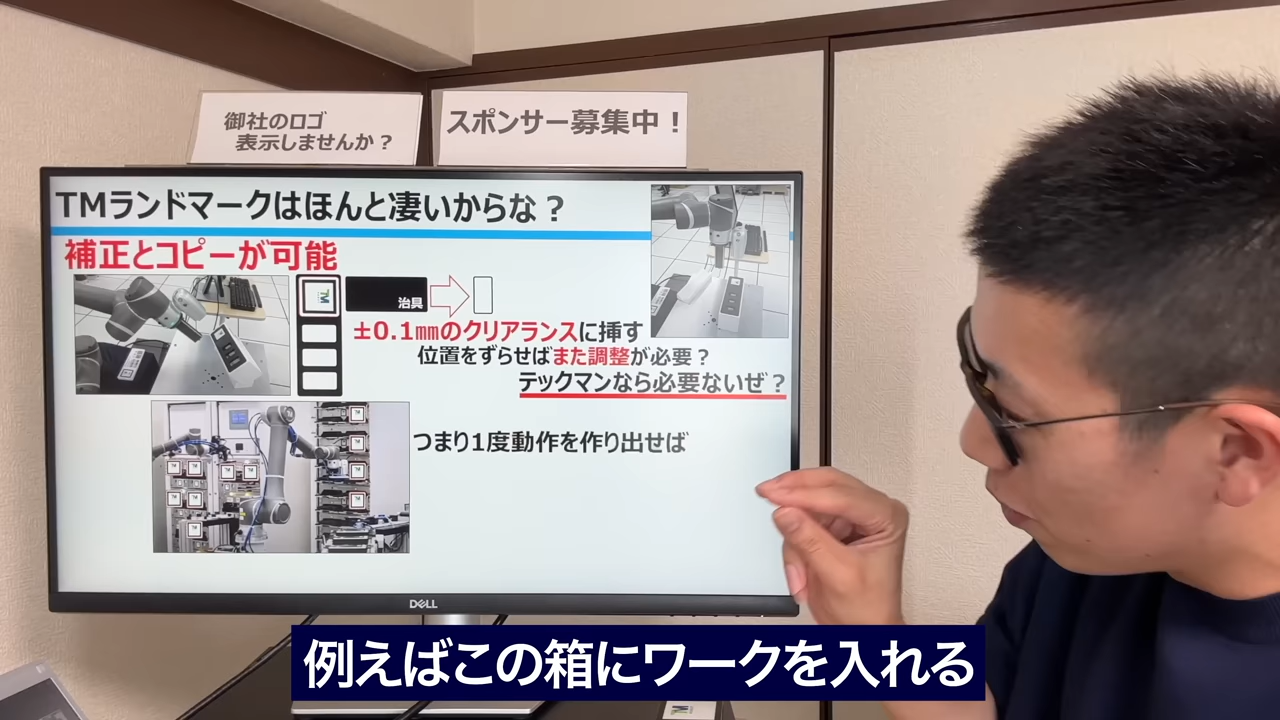 御社のロゴ
表示しませんか？
スポンサー募集中！
TMランドマークはほんと凄いからな？
補正とコピーが可能
TM
治具
±0.1㎜のクリアランスに挿す
位置をずらせばまた調整が必要？
テックマンなら必要ないぜ？
つまり1度動作を作り出せば
DELL
例えばこの箱にワークを入れる